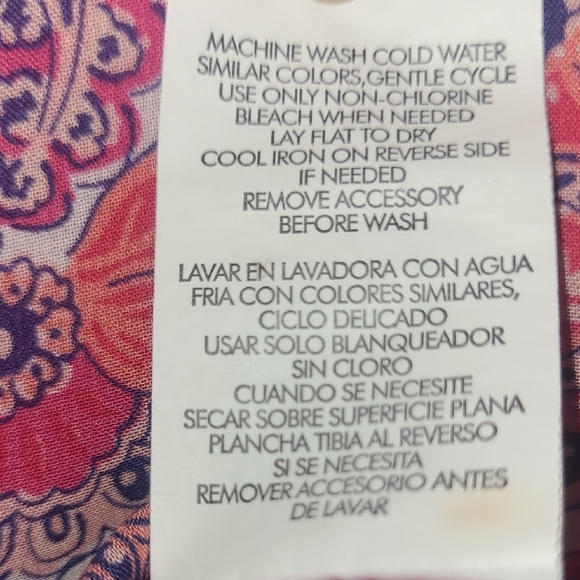 MACHINE WASH COLD WATER
SIMILAR COLORS,GENTLE CYCLE
USE ONLY NON-CHLORINE
BLEACH WHEN NEEDED
LAY FLAT TO DRY
COOL IRON ON REVERSE SIDE
IF NEEDED
REMOVE ACCESSORY
BEFORE WASH
LAVAR EN LAVADORA CON AGUA
FRIA CON COLORES SIMILARES,
CICLO DELICADO
USAR SOLO BLANQUEADOR
SIN CLORO
CUANDO SE NECESITE
SECAR SOBRE SUPERFICIE PLANA
PLANCHA TIBIA AL REVERSO
SI SE NECESITA
REMOVER ACCESORIO ANTES
DE LAVAR